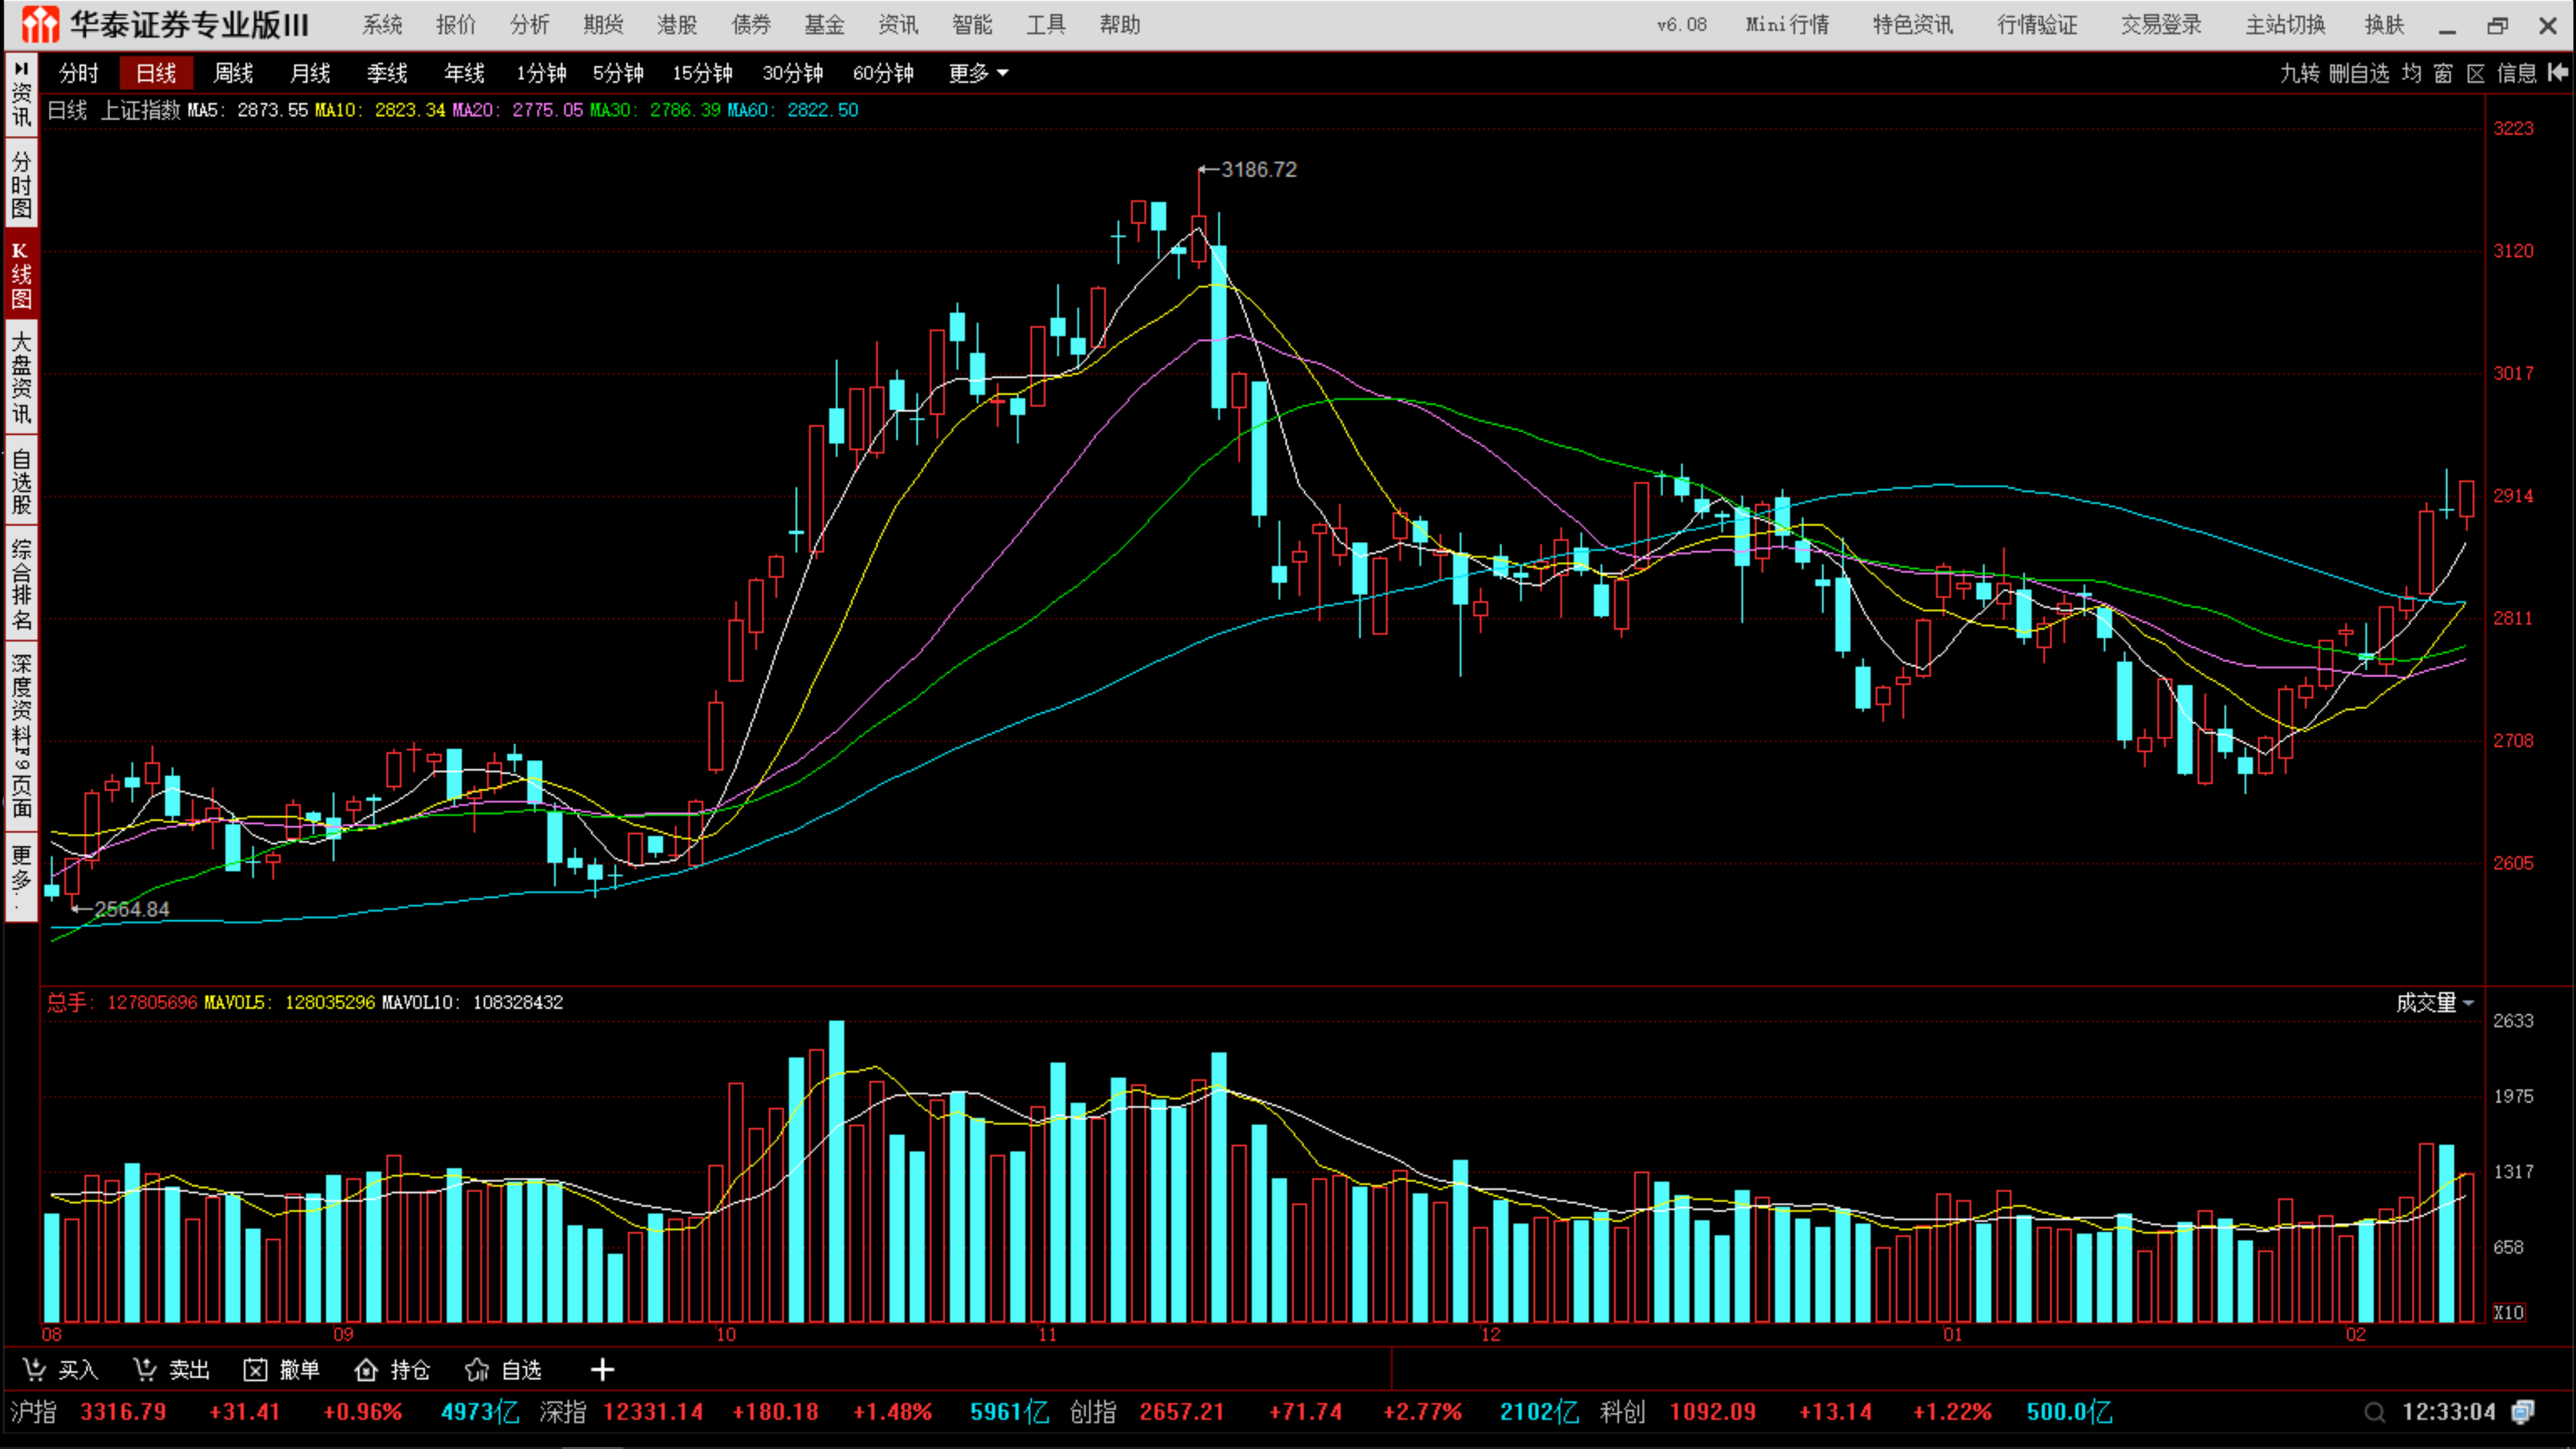 华泰证券专业版III 系统 报价 分析 期货 港股 债券 基金 资讯 智能 工具 帮助 v6.08 Mini行情 特色资讯 行情验证 交易登录 主站切换 换肤
分时 日线 周线 月线 季线 年线 1分钟 5分钟 15分钟 30分钟 60分钟 更多 九转 删自选 均 窗 区 信息
资讯
分时图
K线图
大盘资讯
自选股
综合排名
深度资料F9页面
更多..
日线 上证指数 MA5: 2873.55 MA10: 2823.34 MA20: 2775.05 MA30: 2786.39 MA60: 2822.50
3223
3186.72
3120
3017
2914
2811
2708
2605
2564.84
总手: 127805696 MAVOL5: 128035296 MAVOL10: 108328432 成交量
2633
1975
1317
658
X10
08 09 10 11 12 01 02
买入 卖出 撤单 持仓 自选 +
沪指 3316.79 +31.41 +0.96% 4973亿 深指 12331.14 +180.18 +1.48% 5961亿 创指 2657.21 +71.74 +2.77% 2102亿 科创 1092.09 +13.14 +1.22% 500.0亿 12:33:04